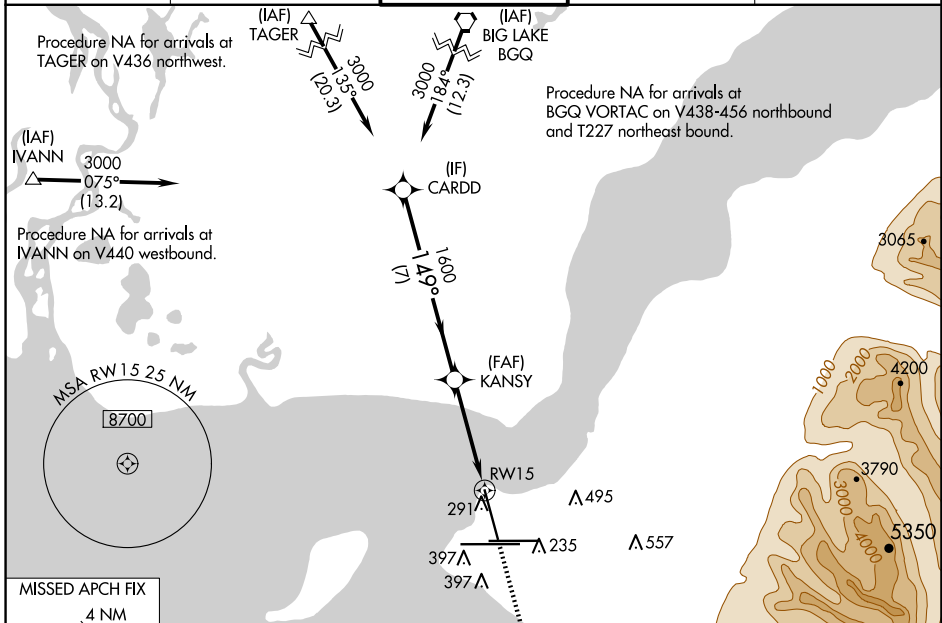 Procedure NA for arrivals at
TAGER on V436 northwest.
(IAF)
TAGER
3000
135°
(20.3)
(IAF)
BIG LAKE
BGQ
3000
184°
(12.3)
Procedure NA for arrivals at
BGQ VORTAC on V438-456 northbound
and T227 northeast bound.
(IAF)
IVANN
3000
075°
(13.2)
Procedure NA for arrivals at
IVANN on V440 westbound.
(IF)
CARDD
1600
149°
(7)
3065
(FAF)
KANSY
MSA RW15 25 NM
8700
1000
2000
4200
RW15
291
495
3790
3000
4000
5350
235
557
397
397
MISSED APCH FIX
4 NM